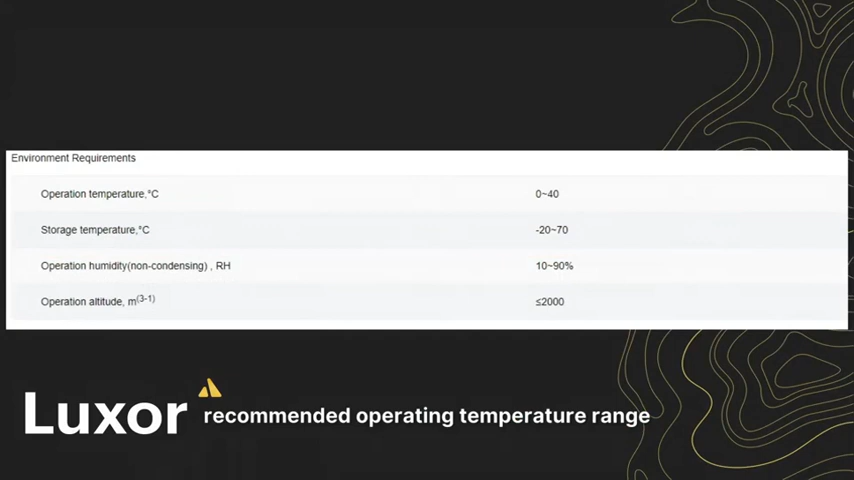 Environment Requirements
Operation temperature,°C 0~40
Storage temperature,°C -20~70
Operation humidity(non-condensing) , RH 10~90%
Operation altitude, m(3-1) ≤2000
Luxor recommended operating temperature range